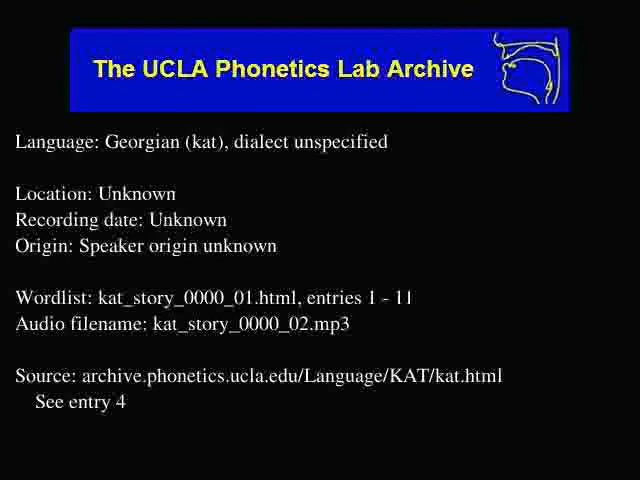 The UCLA Phonetics Lab Archive
Language: Georgian (kat), dialect unspecified
Location: Unknown
Recording date: Unknown
Origin: Speaker origin unknown
Wordlist: kat_story_0000_01.html, entries 1 - 11
Audio filename: kat_story_0000_02.mp3
Source: archive.phonetics.ucla.edu/Language/KAT/kat.html
See entry 4